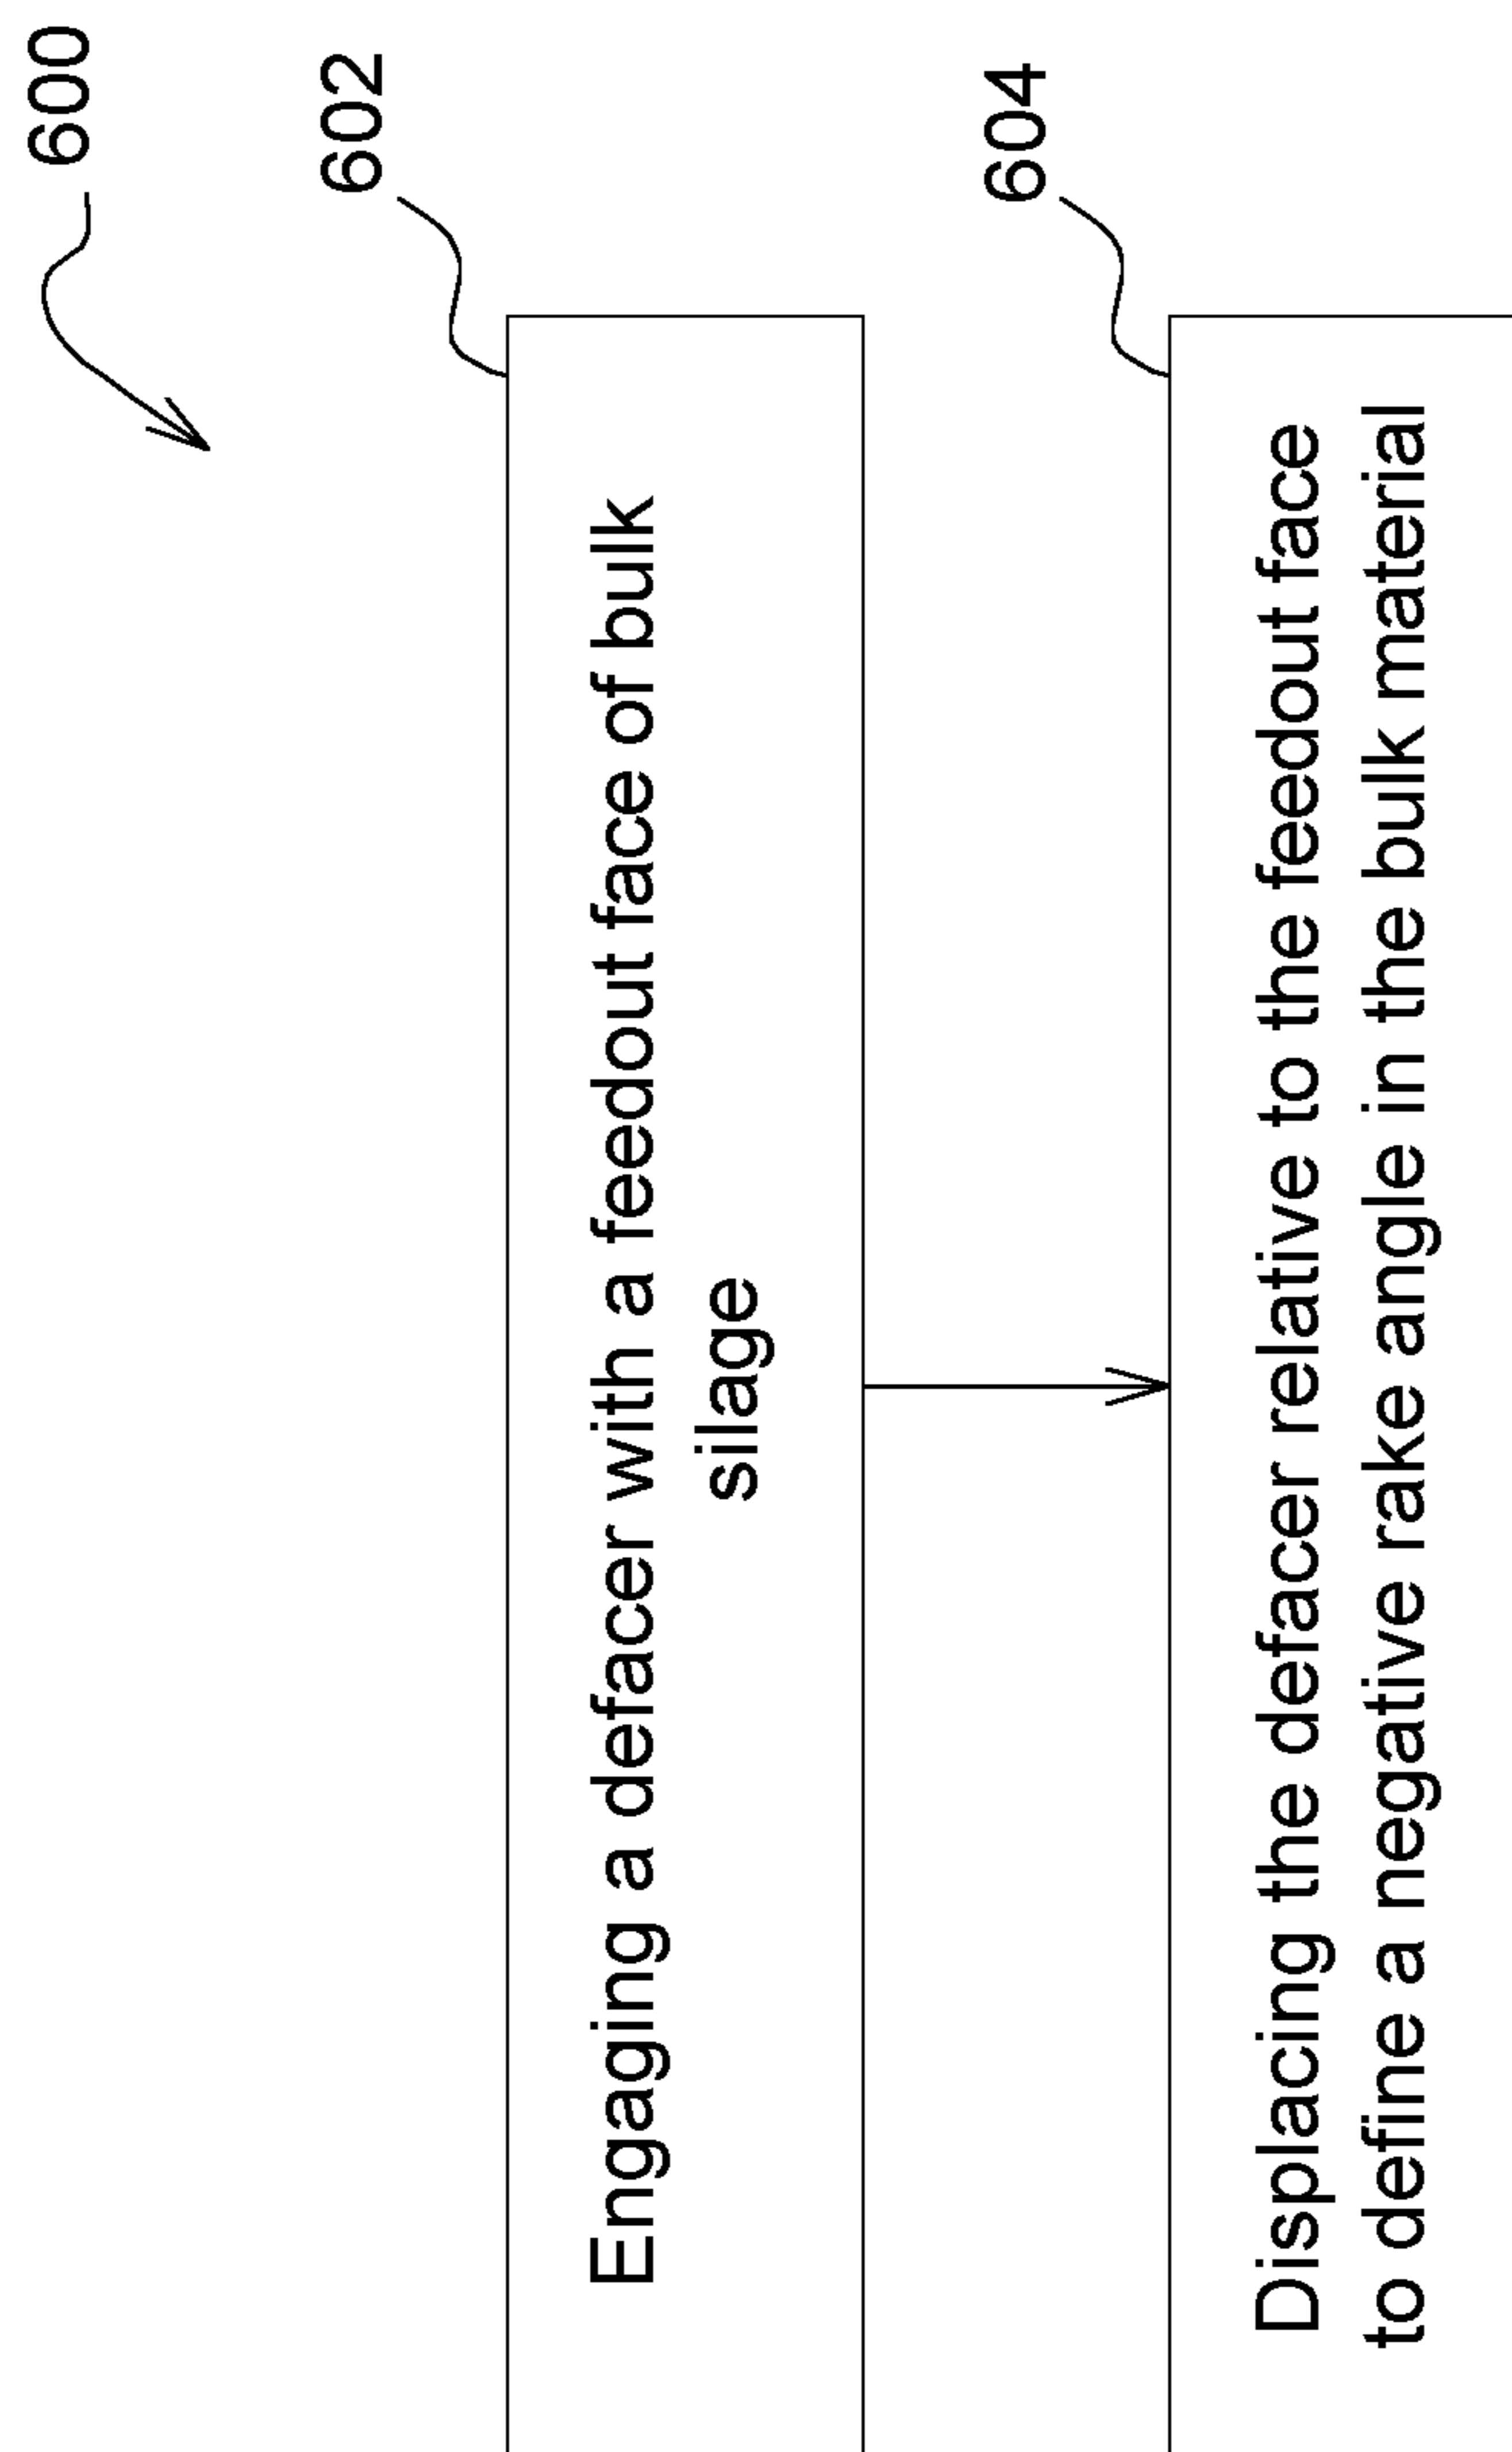 600
602
Engaging a defacer with a feedout face of bulk
silage
604
Displacing the defacer relative to the feedout face
to define a negative rake angle in the bulk material